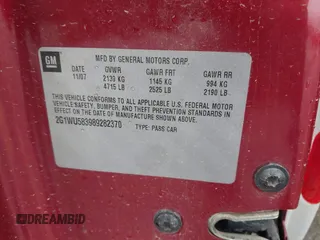 GM
MFD BY GENERAL MOTORS CORP.
DATE GVWR GAWR FRT GAWR RR
11/07 2139 KG 1145 KG 994 KG
4715 LB 2525 LB 2190 LB
THIS VEHICLE CONFORMS TO ALL APPLICABLE U.S. FEDERAL MOTOR
VEHICLE SAFETY, BUMPER, AND THEFT PREVENTION STANDARDS IN
EFFECT ON THE DATE OF MANUFACTURE SHOWN ABOVE.
2G1WU583989282370 TYPE: PASS CAR
DREAMBID